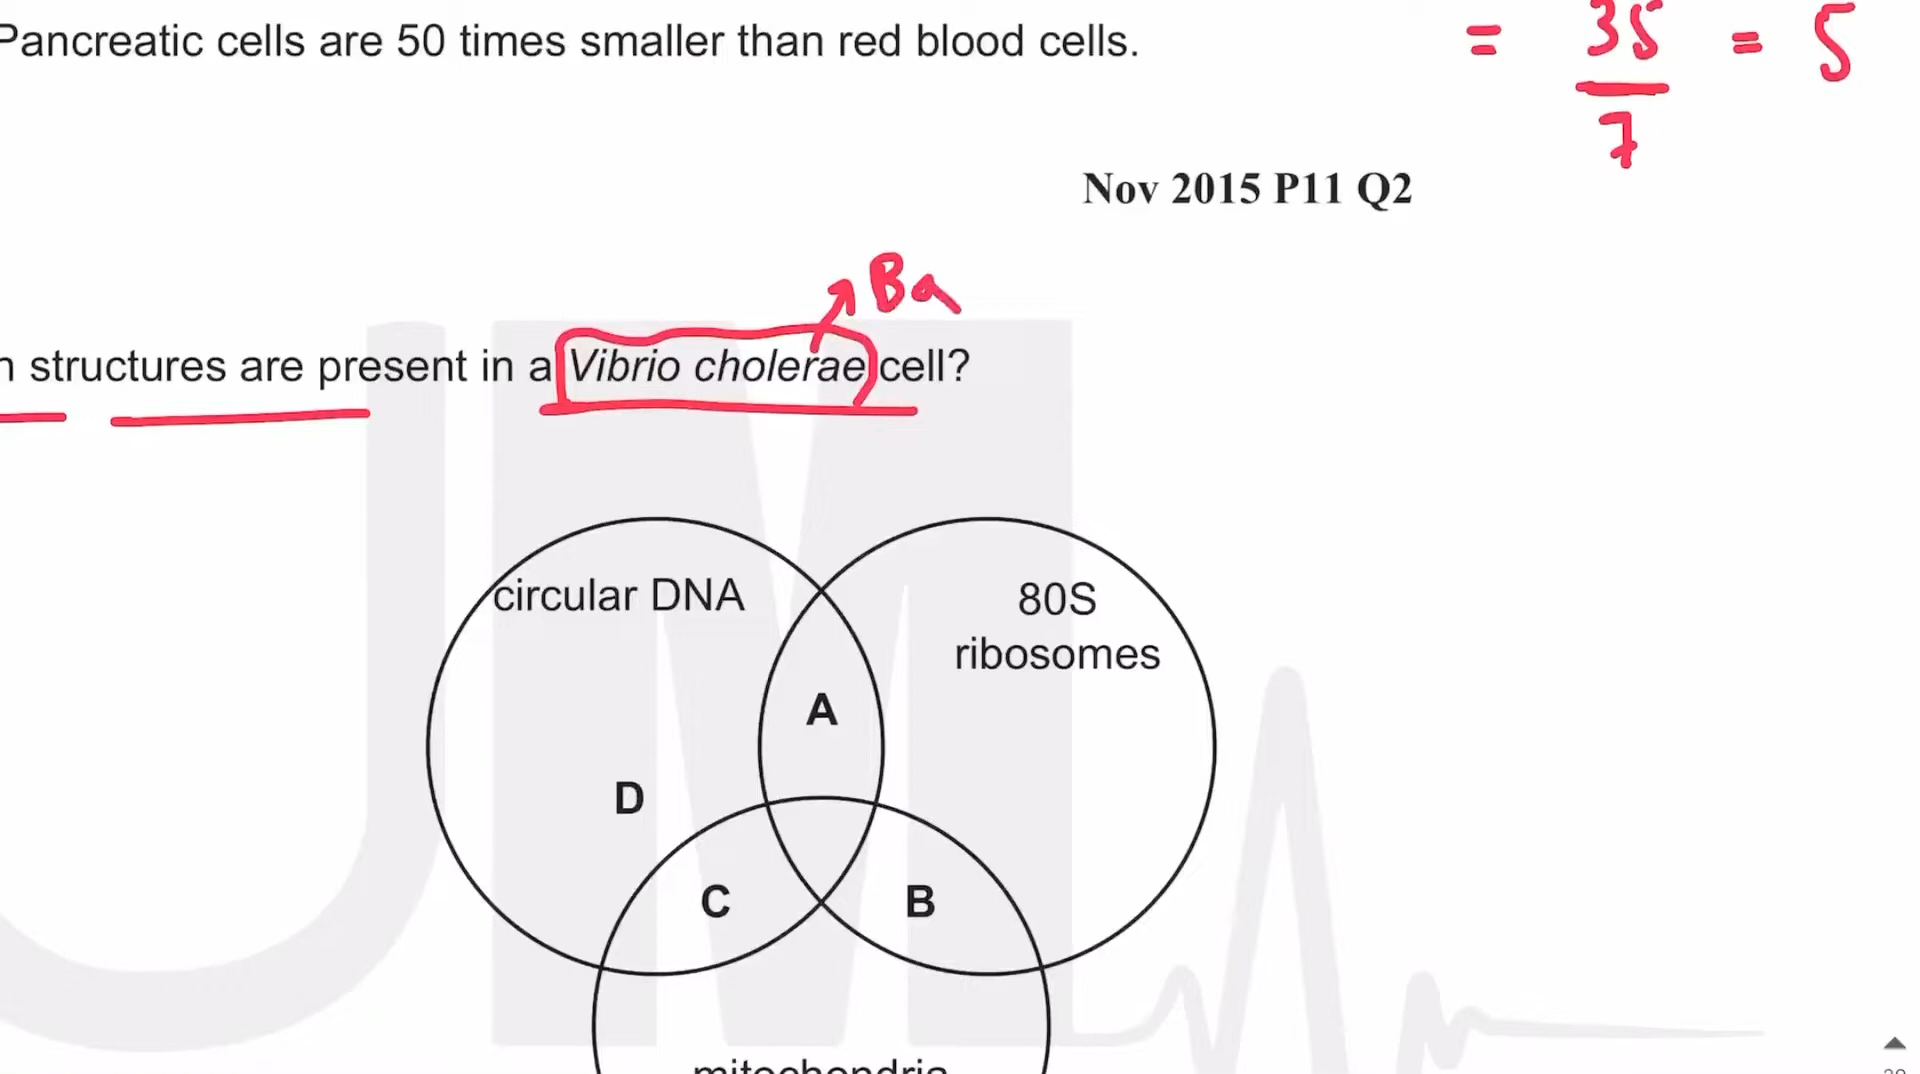 Pancreatic cells are 50 times smaller than red blood cells.
= 35 = 5
7
Nov 2015 P11 Q2
Ba
structures are present in a Vibrio cholerae cell?
circular DNA
80S
ribosomes
A
D
C
B
mitochondria